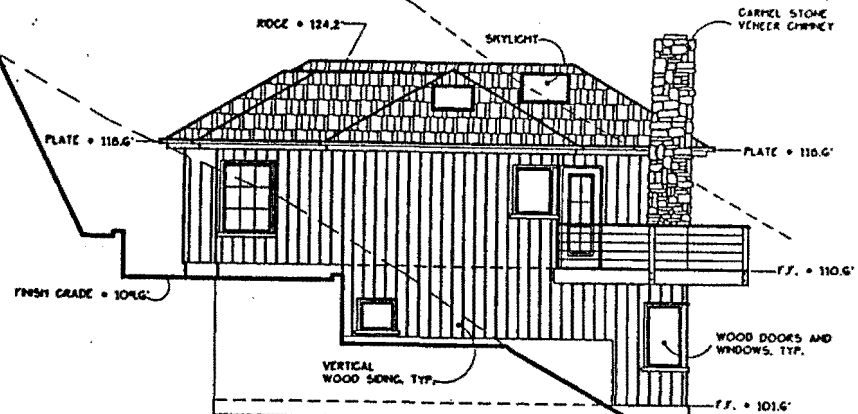 RIDGE = 124.2'
SKYLIGHT
CARMEL STONE
VENEER CHIMNEY
PLATE = 118.6'
PLATE = 118.6'
F.F. = 110.6'
FINISH GRADE = 109.6'
VERTICAL
WOOD SIDING, TYP.
WOOD DOORS AND
WINDOWS, TYP.
F.F. = 101.6'